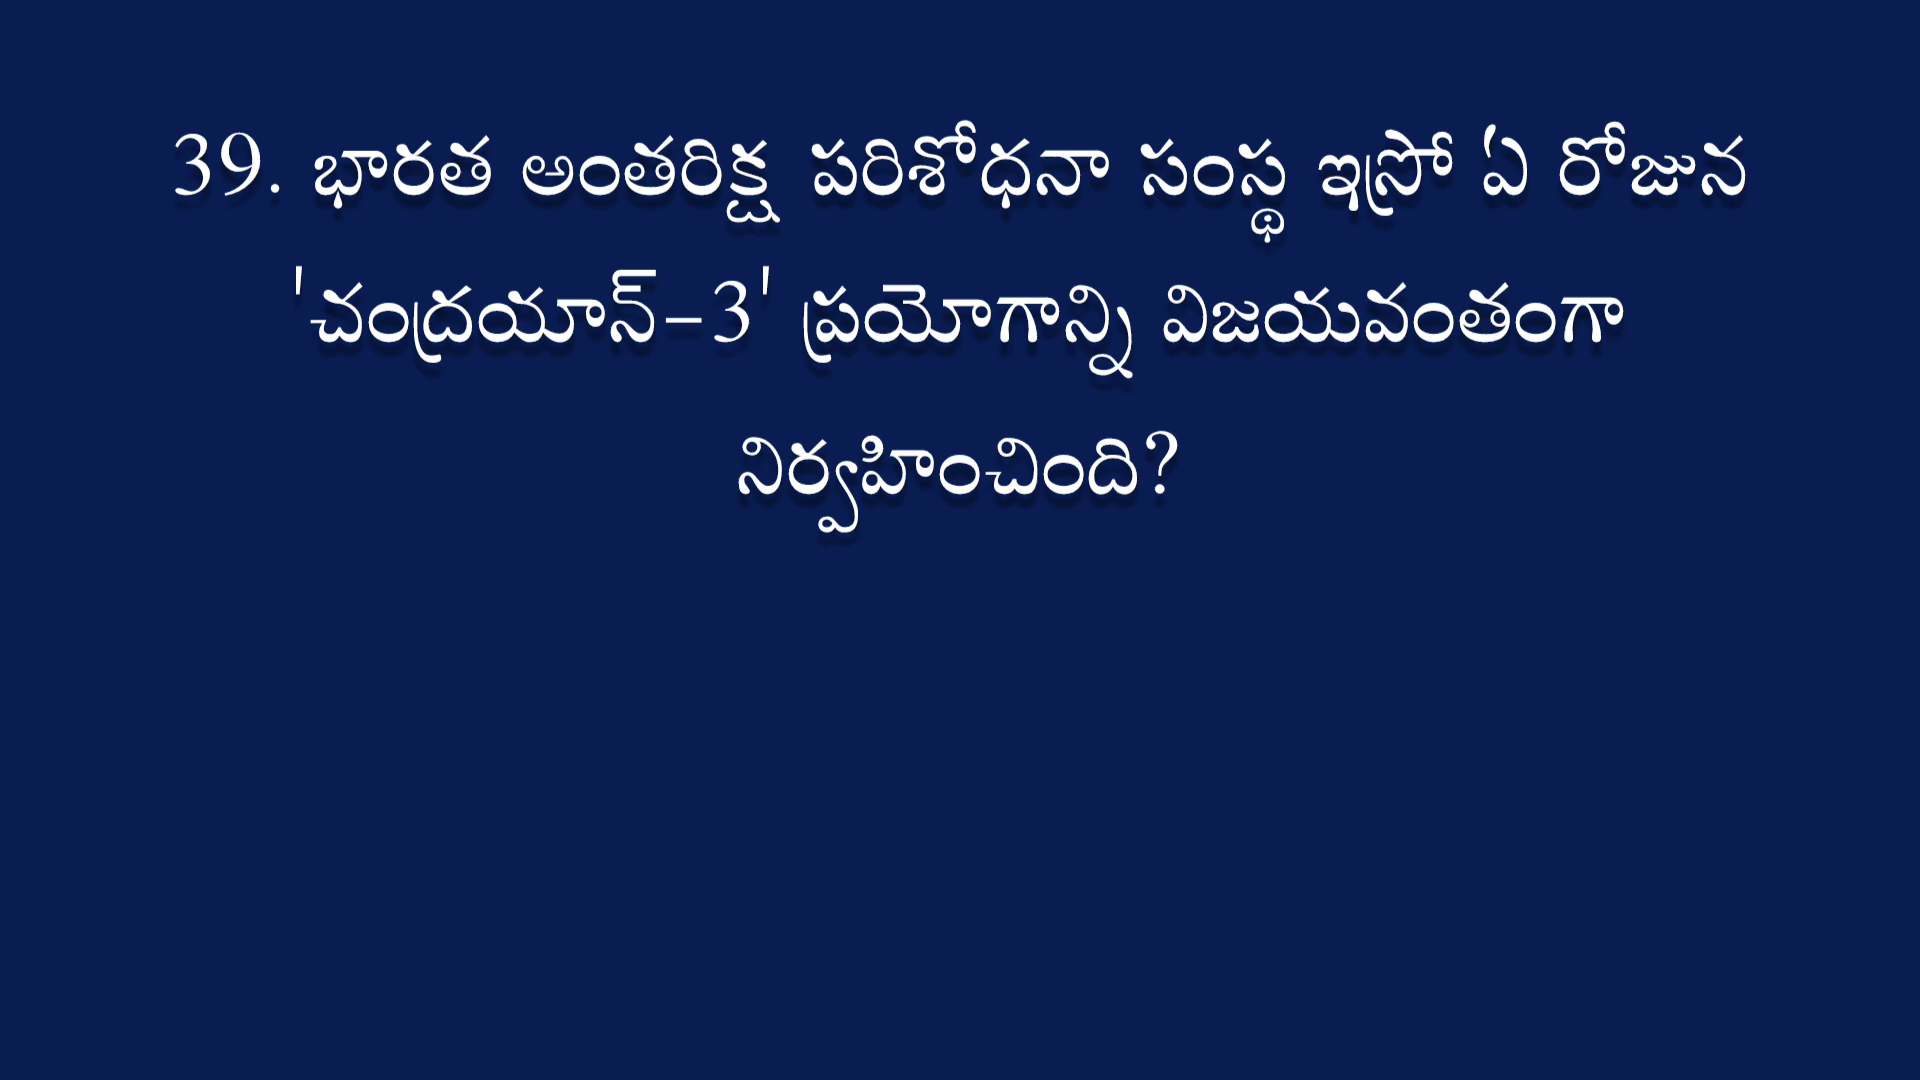 39. భారత అంతరిక్ష పరిశోధనా సంస్థ ఇస్రో ఏ రోజున
'చంద్రయాన్-3' ప్రయోగాన్ని విజయవంతంగా
నిర్వహించింది?